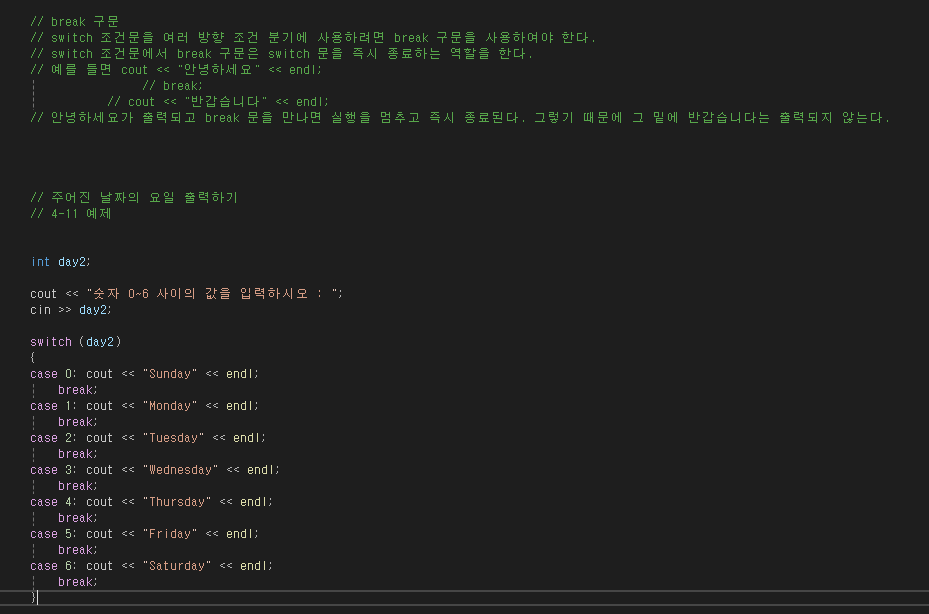 // break 구문
// switch 조건문을 여러 방향 조건 분기에 사용하려면 break 구문을 사용하여야 한다.
// switch 조건문에서 break 구문은 switch 문을 즉시 종료하는 역할을 한다.
// 예를 들면 cout << "안녕하세요" << endl;
// break;
// cout << "반갑습니다" << endl;
// 안녕하세요가 출력되고 break 문을 만나면 실행을 멈추고 즉시 종료된다. 그렇기 때문에 그 밑에 반갑습니다는 출력되지 않는다.
// 주어진 날짜의 요일 출력하기
// 4-11 예제
int day2;
cout << "숫자 0~6 사이의 값을 입력하시오 : ";
cin >> day2;
switch (day2)
{
case 0: cout << "Sunday" << endl;
break;
case 1: cout << "Monday" << endl;
break;
case 2: cout << "Tuesday" << endl;
break;
case 3: cout << "Wednesday" << endl;
break;
case 4: cout << "Thursday" << endl;
break;
case 5: cout << "Friday" << endl;
break;
case 6: cout << "Saturday" << endl;
break;
}